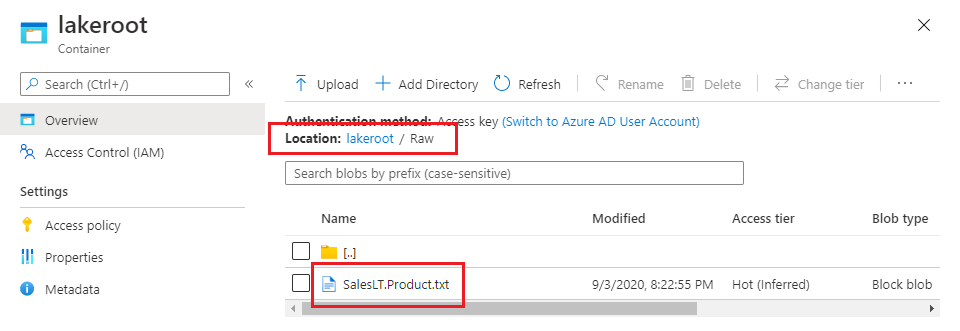 lakeroot
Container
Search (Ctrl+/)
«
Overview
Access Control (IAM)
Settings
Access policy
Properties
Metadata
Upload Add Directory Refresh Rename Delete Change tier ...
Authentication method: Access key (Switch to Azure AD User Account)
Location: lakeroot / Raw
Search blobs by prefix (case-sensitive)
Name Modified Access tier Blob type
[..]
SalesLT.Product.txt 9/3/2020, 8:22:55 PM Hot (Inferred) Block blob